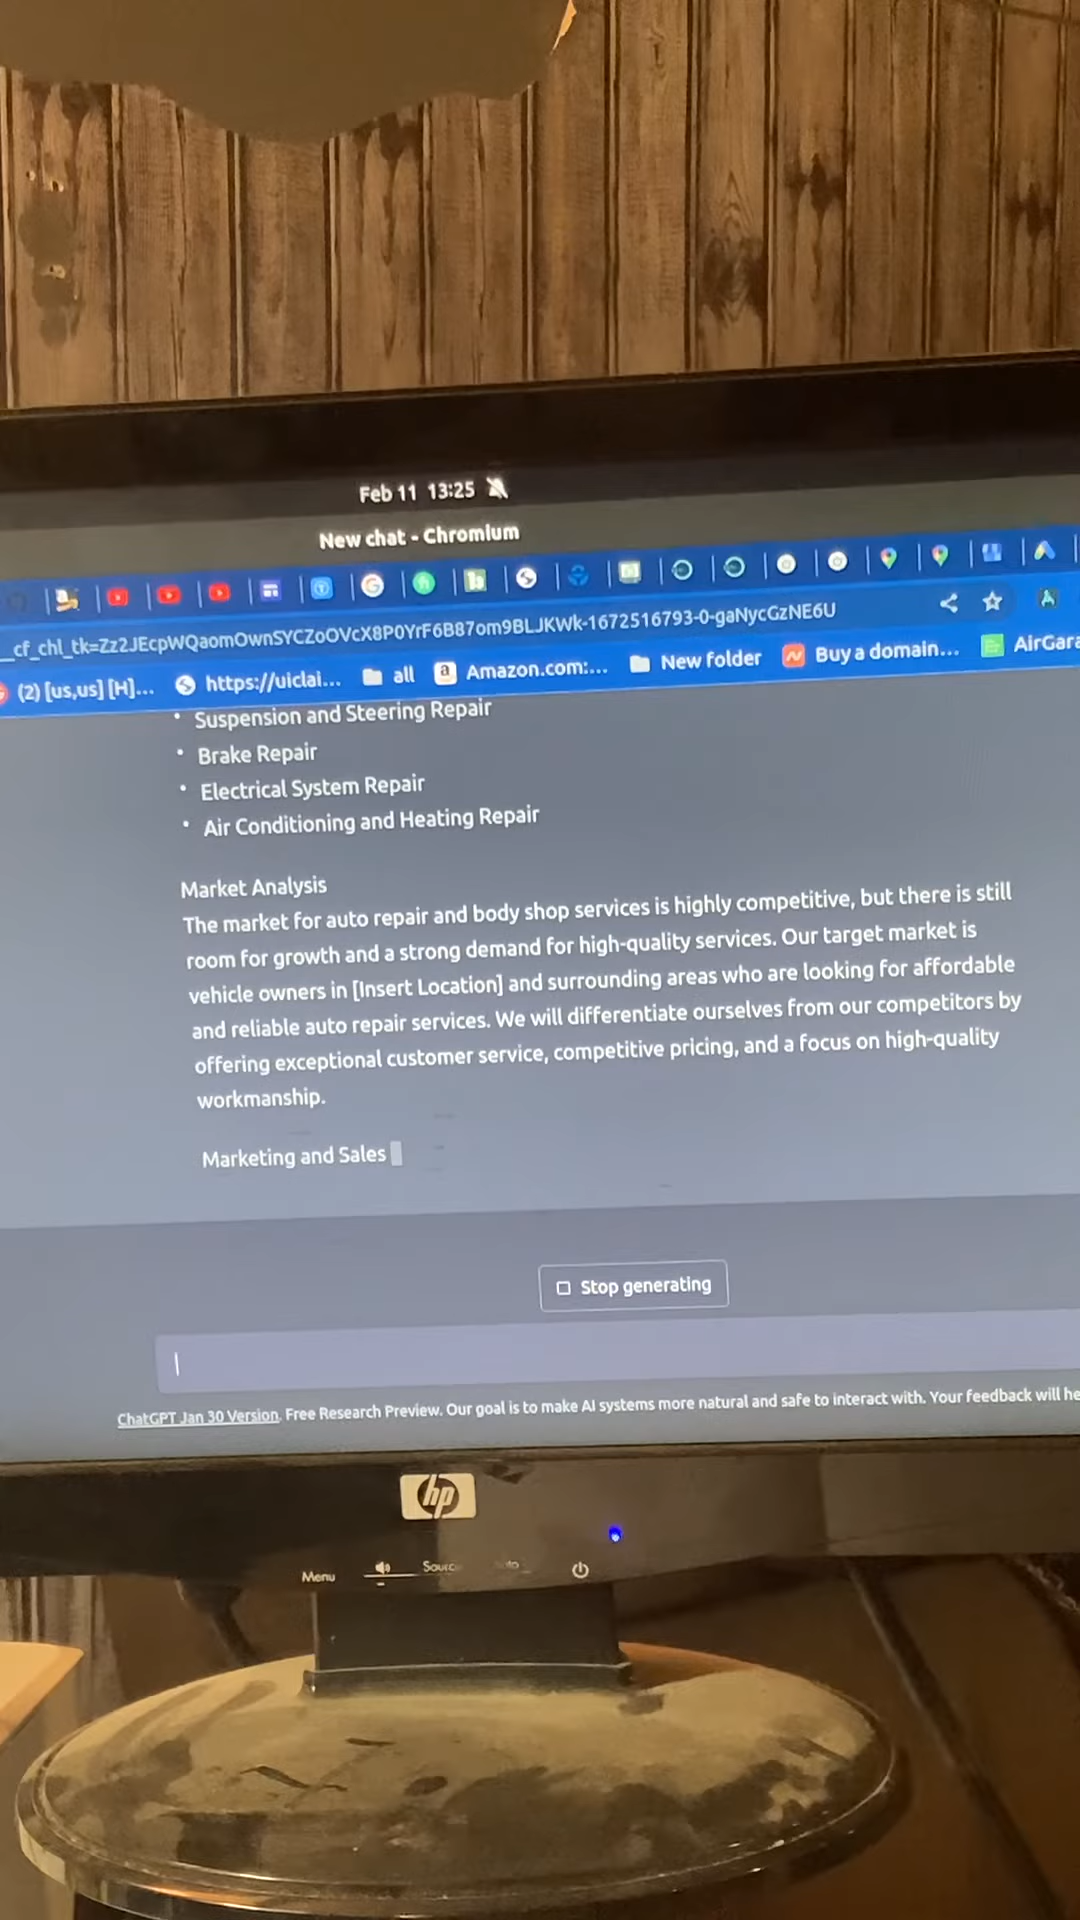 Feb 11 13:25
New chat - Chromium
_cf_chl_tk=Zz2JEcpWQaomOwnSYCZoOVcX8P0YrF6B87om9BLJKWk-1672516793-0-gaNycGzNE6U
(2) [us,us] [H]... https://uiclai... all Amazon.com:... New folder Buy a domain... AirGara
• Suspension and Steering Repair
• Brake Repair
• Electrical System Repair
• Air Conditioning and Heating Repair
Market Analysis
The market for auto repair and body shop services is highly competitive, but there is still
room for growth and a strong demand for high-quality services. Our target market is
vehicle owners in [Insert Location] and surrounding areas who are looking for affordable
and reliable auto repair services. We will differentiate ourselves from our competitors by
offering exceptional customer service, competitive pricing, and a focus on high-quality
workmanship.
Marketing and Sales
Stop generating
ChatGPT Jan 30 Version. Free Research Preview. Our goal is to make AI systems more natural and safe to interact with. Your feedback will he
hp
Menu Sourc